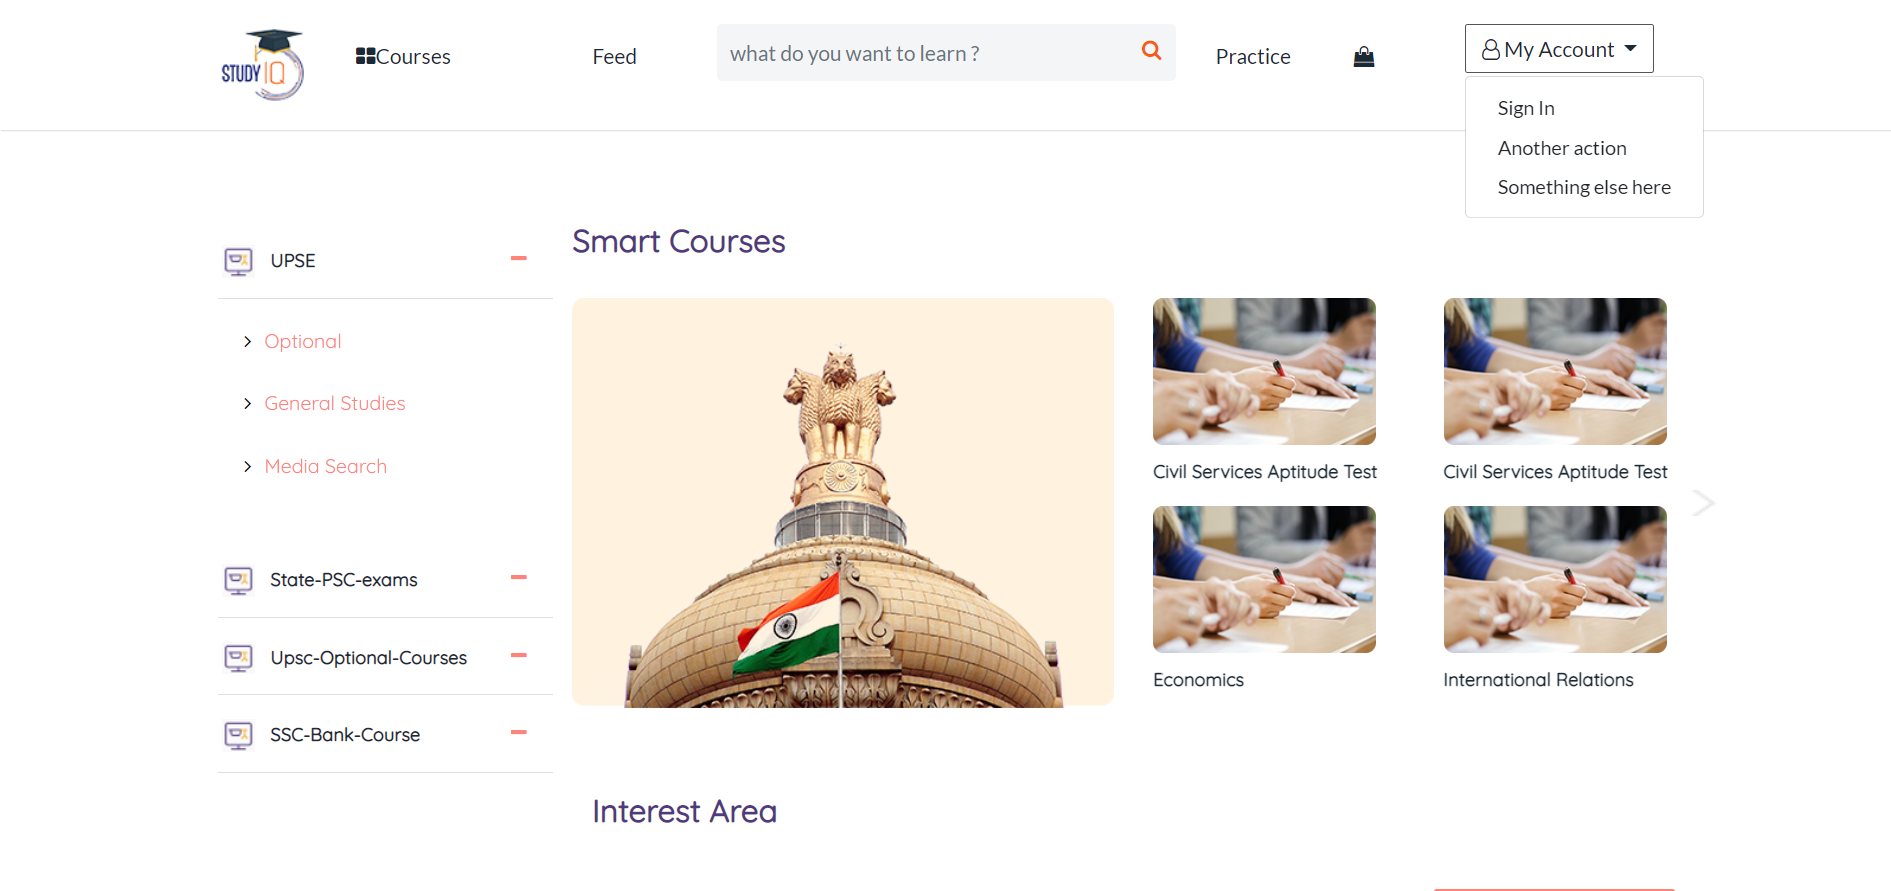 STUDY IQ
Courses
Feed
what do you want to learn ?
Practice
My Account
Sign In
Another action
Something else here
UPSE
Optional
General Studies
Media Search
State-PSC-exams
Upsc-Optional-Courses
SSC-Bank-Course
Smart Courses
Civil Services Aptitude Test
Civil Services Aptitude Test
Economics
International Relations
Interest Area